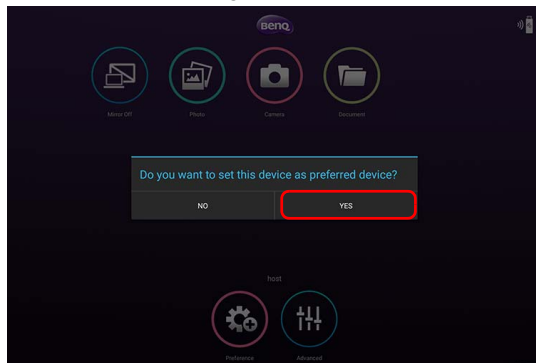 BenQ
Mirror Off
Photo
Camera
Document
Do you want to set this device as preferred device?
NO
YES
host
Preference
Advanced